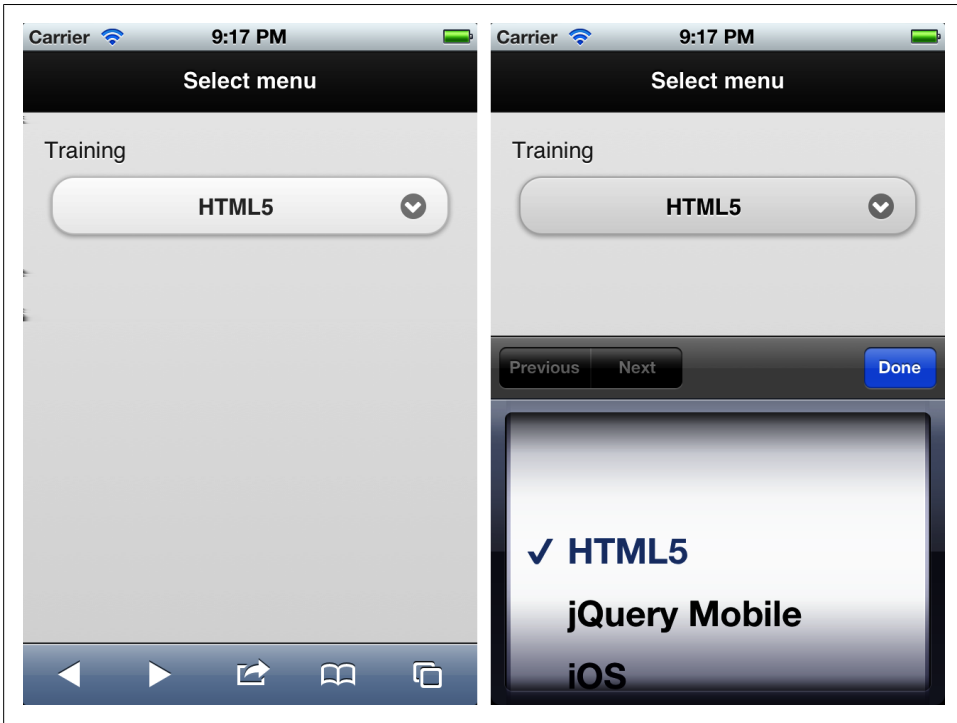 Carrier 9:17 PM
Select menu
Training
HTML5
Carrier 9:17 PM
Select menu
Training
HTML5
Previous Next Done
✓ HTML5
jQuery Mobile
iOS